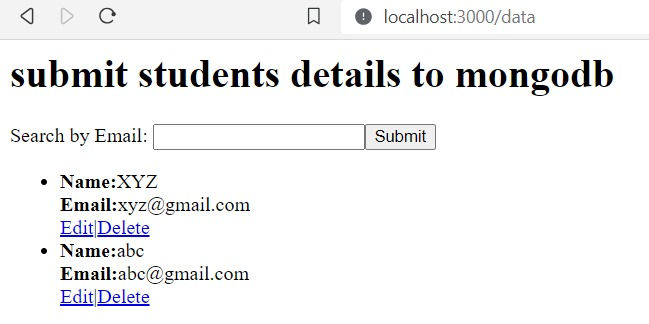 localhost:3000/data
submit students details to mongodb
Search by Email: Submit
Name:XYZ
Email:xyz@gmail.com
Edit|Delete
Name:abc
Email:abc@gmail.com
Edit|Delete